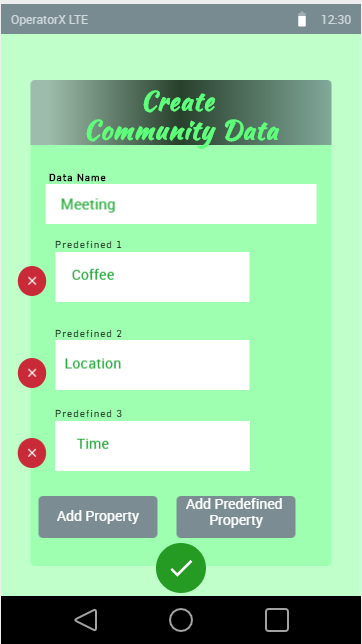 OperatorX LTE 12:30
Create
Community Data
Data Name
Meeting
Predefined 1
Coffee
Predefined 2
Location
Predefined 3
Time
Add Property
Add Predefined
Property